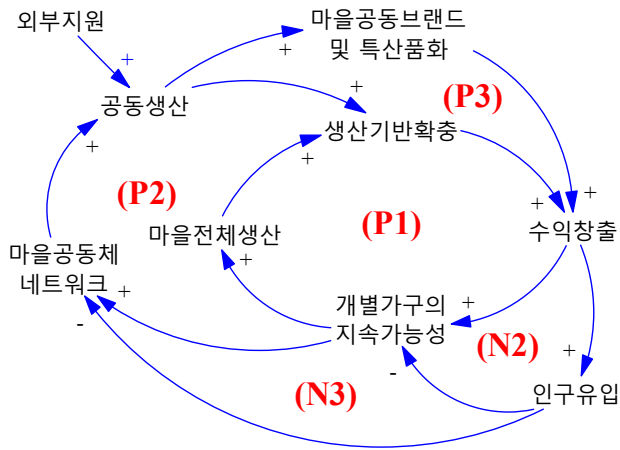 외부지원
마을공동브랜드
및 특산품화
+
+
공동생산
+
(P3)
생산기반확충
+
+
(P2)
+
+
마을전체생산
(P1)
수익창출
마을공동체
네트워크
+
+
개별가구의
지속가능성
+
-
(N2)
+
-
(N3)
인구유입